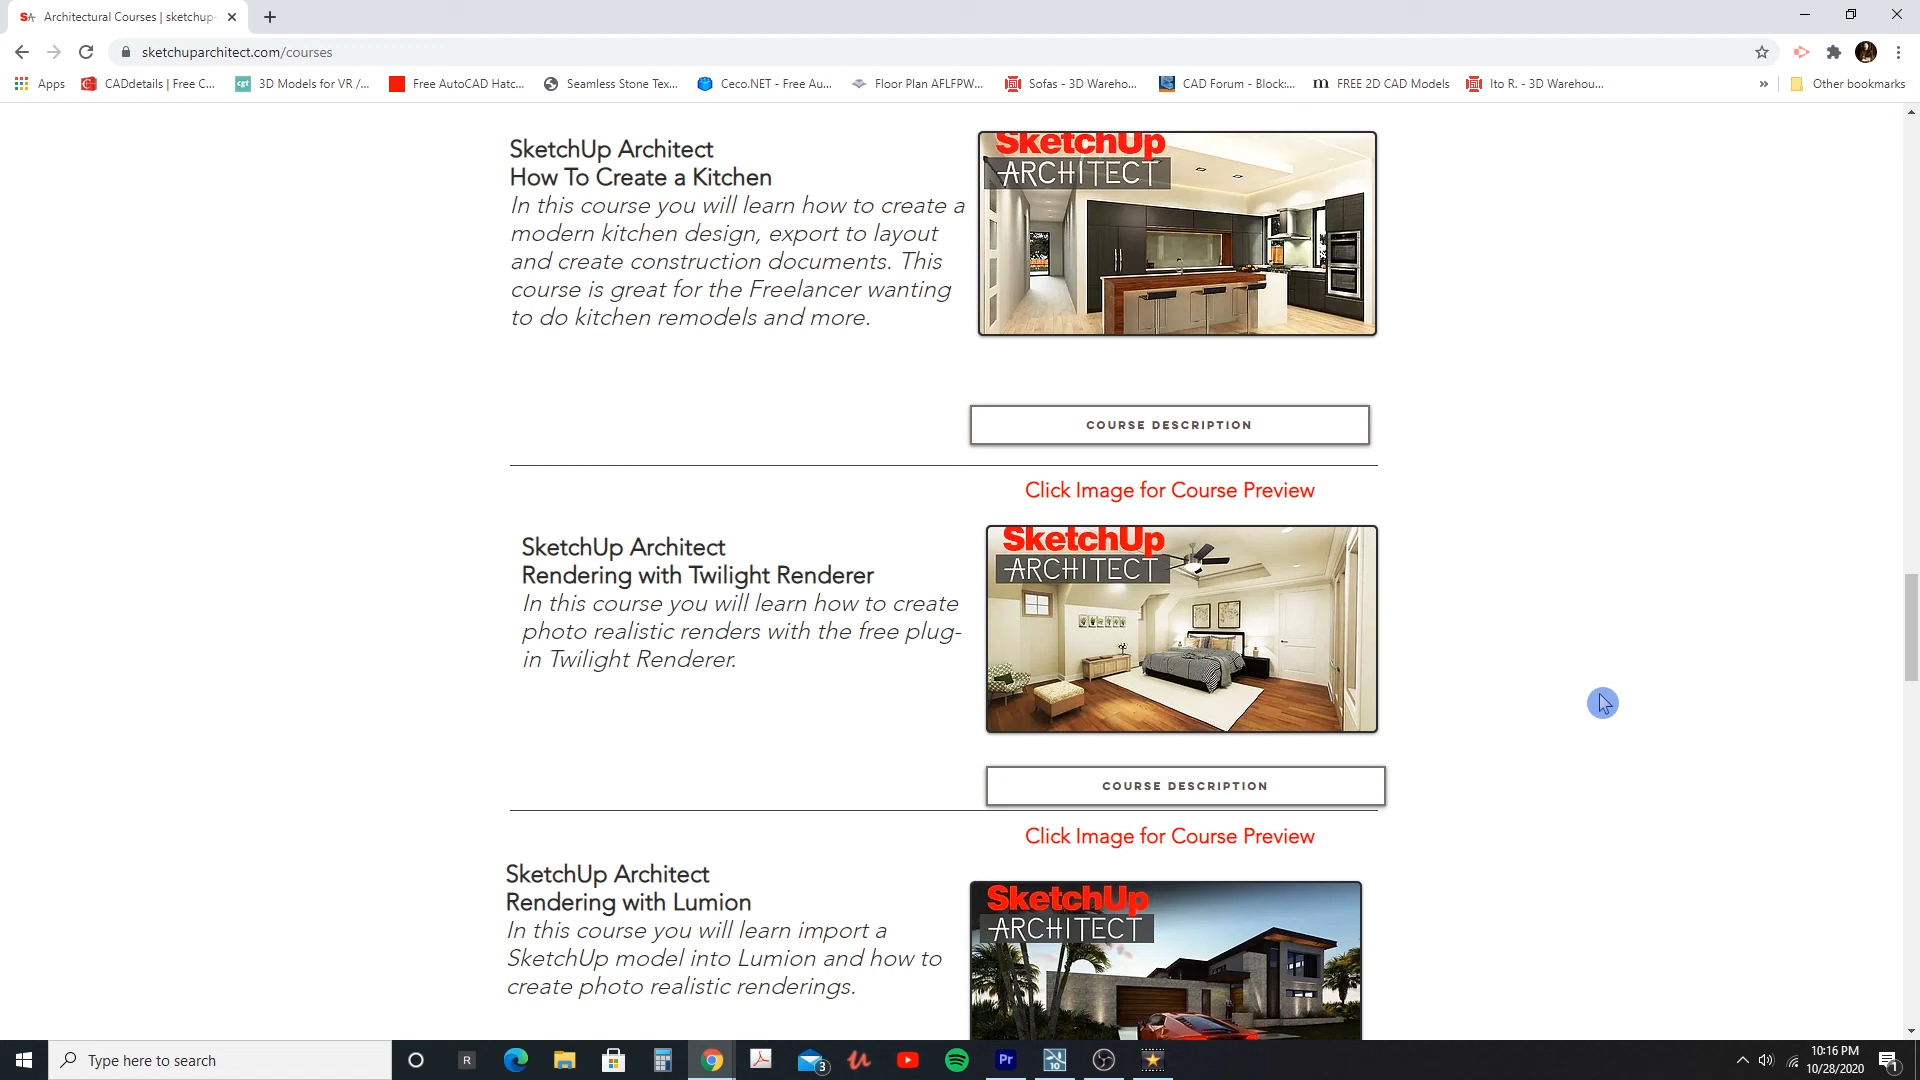 Architectural Courses | sketchup-
sketchuparchitect.com/courses
Apps
CADdetails | Free C...
3D Models for VR /...
Free AutoCAD Hatc...
Seamless Stone Tex...
Ceco.NET - Free Au...
Floor Plan AFLFPW...
Sofas - 3D Wareho...
CAD Forum - Block:...
FREE 2D CAD Models
Ito R. - 3D Warehou...
»
Other bookmarks
SketchUp Architect
How To Create a Kitchen
In this course you will learn how to create a
modern kitchen design, export to layout
and create construction documents. This
course is great for the Freelancer wanting
to do kitchen remodels and more.
SketchUp
ARCHITECT
COURSE DESCRIPTION
Click Image for Course Preview
SketchUp Architect
Rendering with Twilight Renderer
In this course you will learn how to create
photo realistic renders with the free plug-
in Twilight Renderer.
SketchUp
ARCHITECT
COURSE DESCRIPTION
Click Image for Course Preview
SketchUp Architect
Rendering with Lumion
In this course you will learn import a
SketchUp model into Lumion and how to
create photo realistic renderings.
SketchUp
ARCHITECT
Type here to search
R
3
Pr
10
10:16 PM
10/28/2020
1